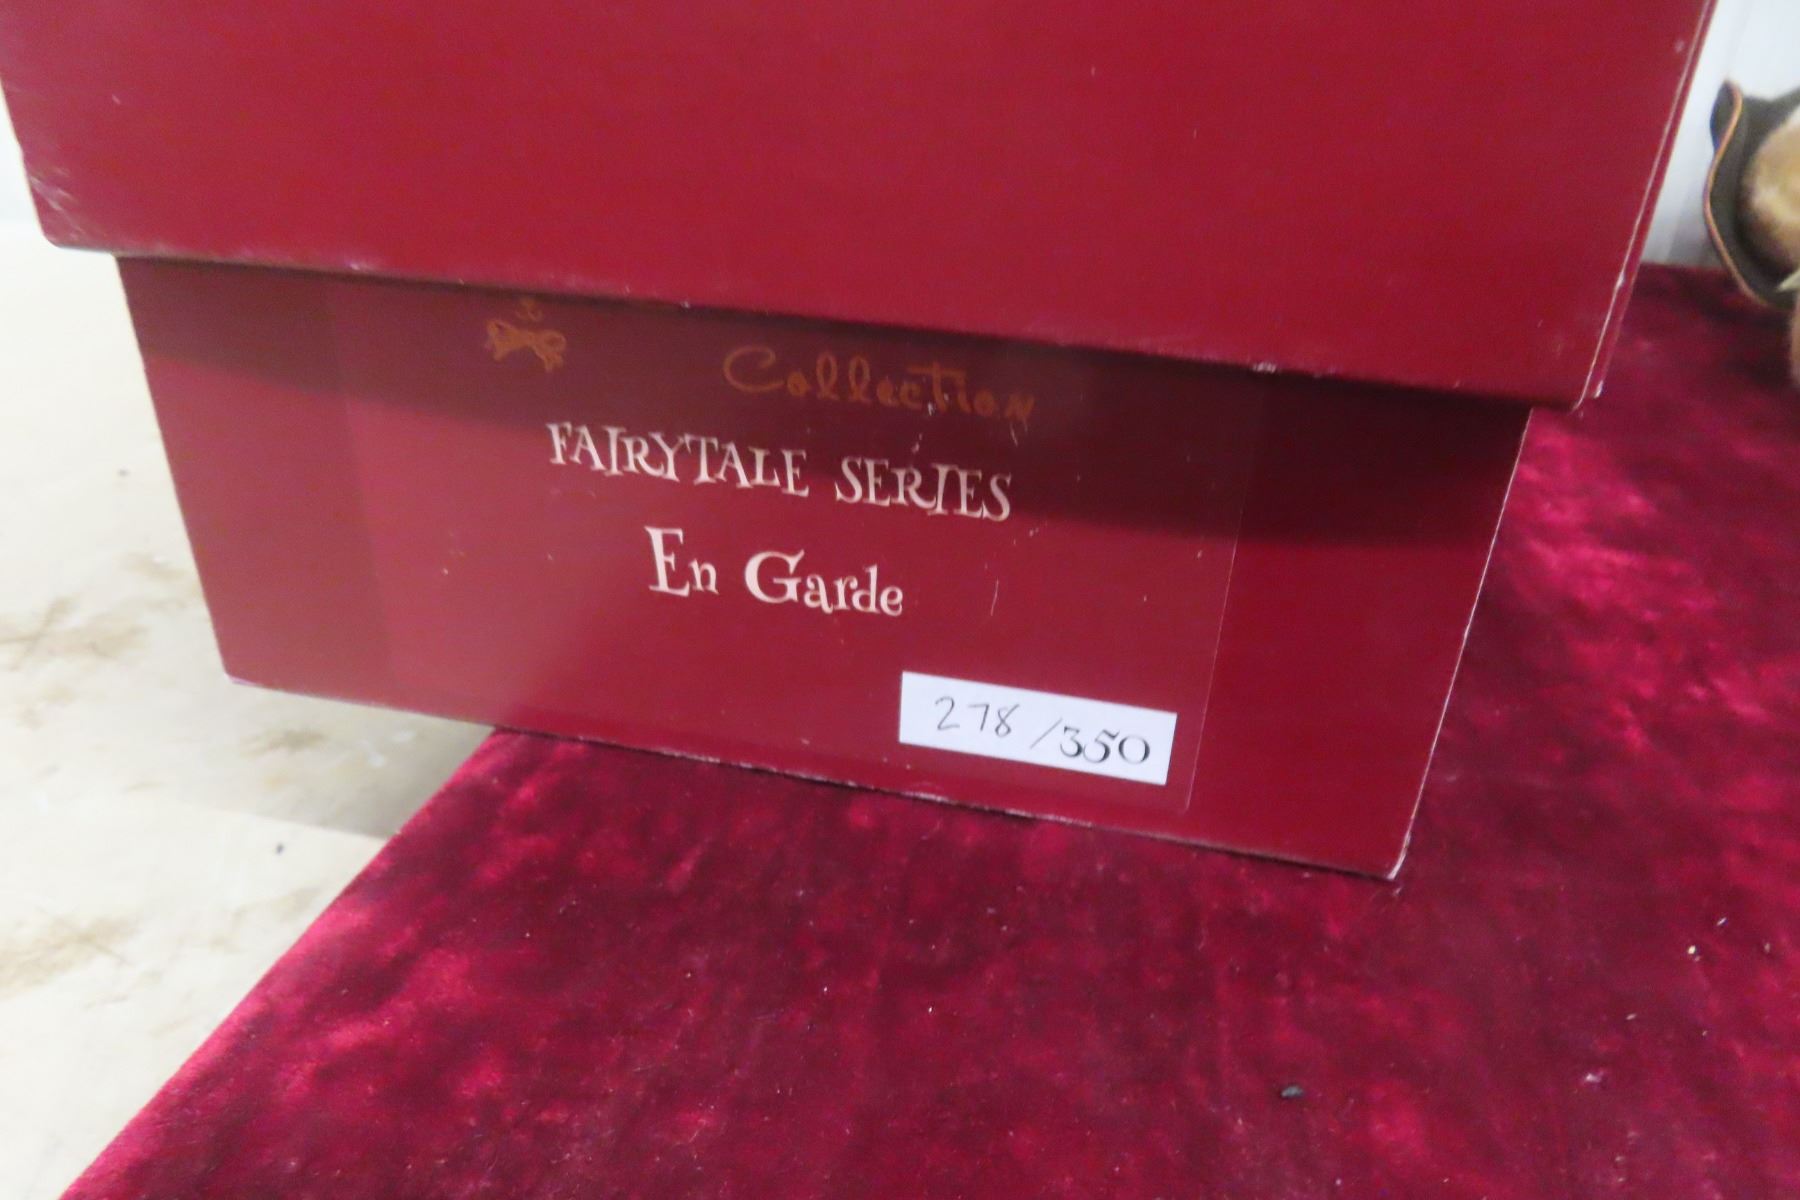 Collection
FAIRYTALE SERIES
En Garde
278/350